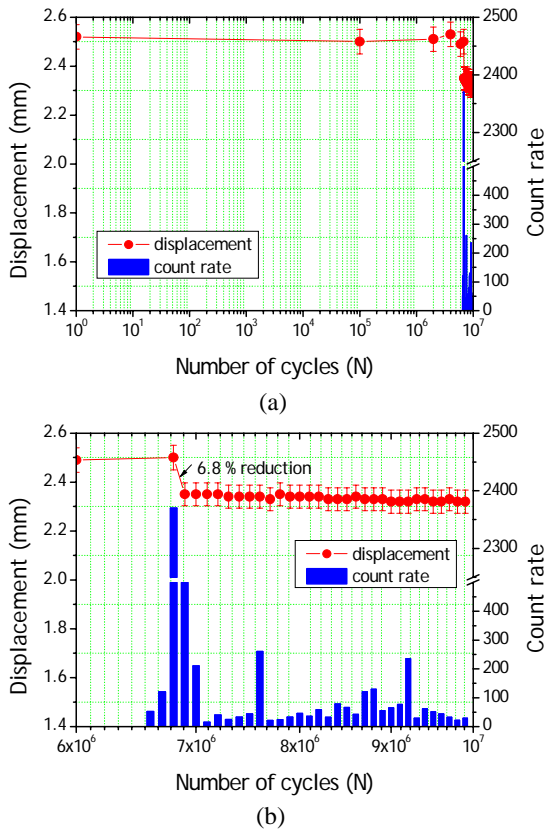 2.6
2.4
2.2
2.0
1.8
1.6
1.4
Displacement (mm)
2500
2400
2300
400
300
200
100
0
Count rate
displacement
count rate
10^0
10^1
10^2
10^3
10^4
10^5
10^6
10^7
Number of cycles (N)
(a)
2.6
2.4
2.2
2.0
1.8
1.6
1.4
Displacement (mm)
6.8 % reduction
2500
2400
2300
400
300
200
100
0
Count rate
displacement
count rate
6x10^6
7x10^6
8x10^6
9x10^6
10^7
Number of cycles (N)
(b)